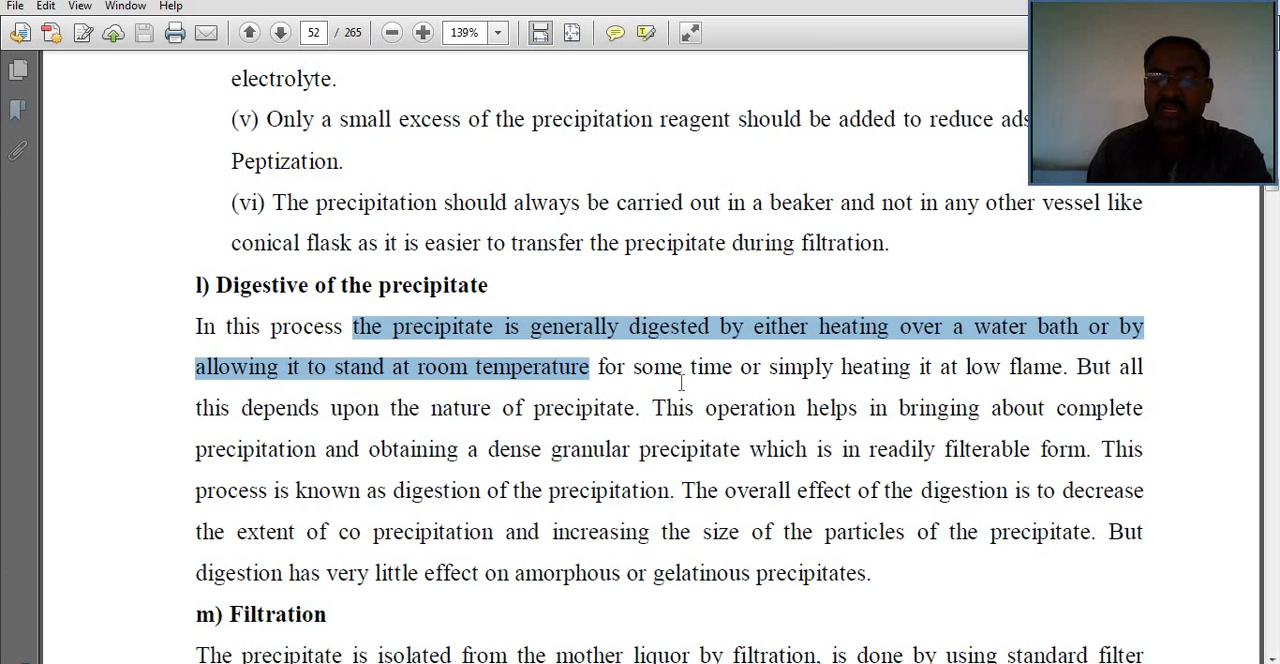 File Edit View Window Help
52 / 265 139%
electrolyte.
(v) Only a small excess of the precipitation reagent should be added to reduce ads
Peptization.
(vi) The precipitation should always be carried out in a beaker and not in any other vessel like
conical flask as it is easier to transfer the precipitate during filtration.
l) Digestive of the precipitate
In this process the precipitate is generally digested by either heating over a water bath or by
allowing it to stand at room temperature for some time or simply heating it at low flame. But all
this depends upon the nature of precipitate. This operation helps in bringing about complete
precipitation and obtaining a dense granular precipitate which is in readily filterable form. This
process is known as digestion of the precipitation. The overall effect of the digestion is to decrease
the extent of co precipitation and increasing the size of the particles of the precipitate. But
digestion has very little effect on amorphous or gelatinous precipitates.
m) Filtration
The precipitate is isolated from the mother liquor by filtration, is done by using standard filter